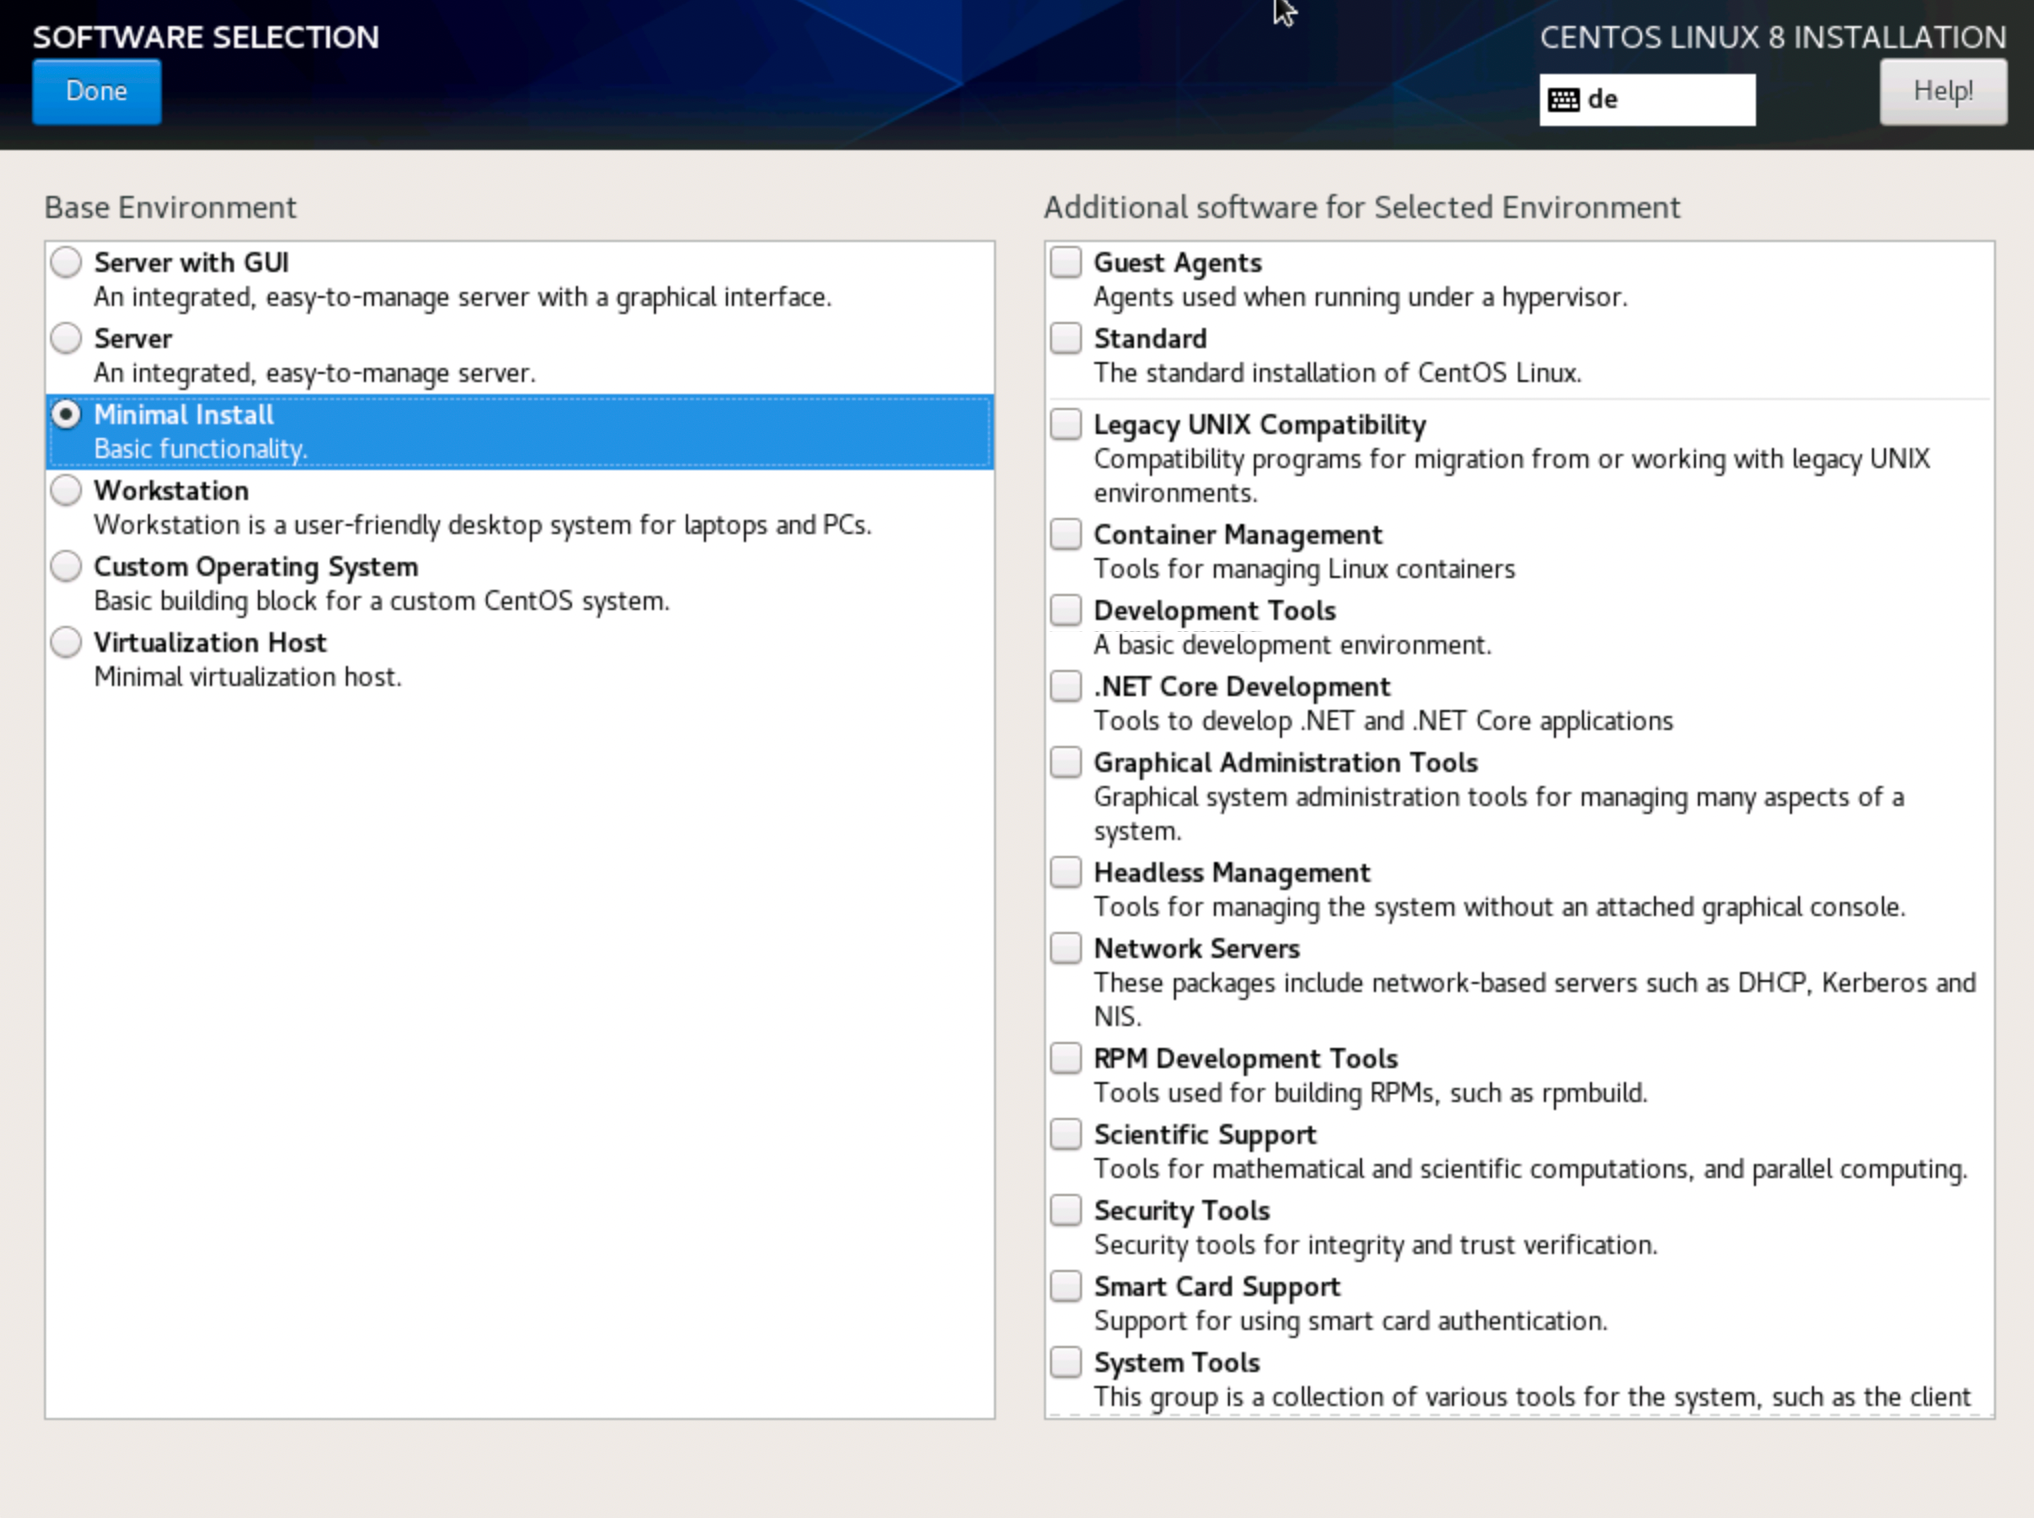 SOFTWARE SELECTION
Done
CENTOS LINUX 8 INSTALLATION
de
Help!
Base Environment
Server with GUI
An integrated, easy-to-manage server with a graphical interface.
Server
An integrated, easy-to-manage server.
Minimal Install
Basic functionality.
Workstation
Workstation is a user-friendly desktop system for laptops and PCs.
Custom Operating System
Basic building block for a custom CentOS system.
Virtualization Host
Minimal virtualization host.
Additional software for Selected Environment
Guest Agents
Agents used when running under a hypervisor.
Standard
The standard installation of CentOS Linux.
Legacy UNIX Compatibility
Compatibility programs for migration from or working with legacy UNIX
environments.
Container Management
Tools for managing Linux containers
Development Tools
A basic development environment.
.NET Core Development
Tools to develop .NET and .NET Core applications
Graphical Administration Tools
Graphical system administration tools for managing many aspects of a
system.
Headless Management
Tools for managing the system without an attached graphical console.
Network Servers
These packages include network-based servers such as DHCP, Kerberos and
NIS.
RPM Development Tools
Tools used for building RPMs, such as rpmbuild.
Scientific Support
Tools for mathematical and scientific computations, and parallel computing.
Security Tools
Security tools for integrity and trust verification.
Smart Card Support
Support for using smart card authentication.
System Tools
This group is a collection of various tools for the system, such as the client